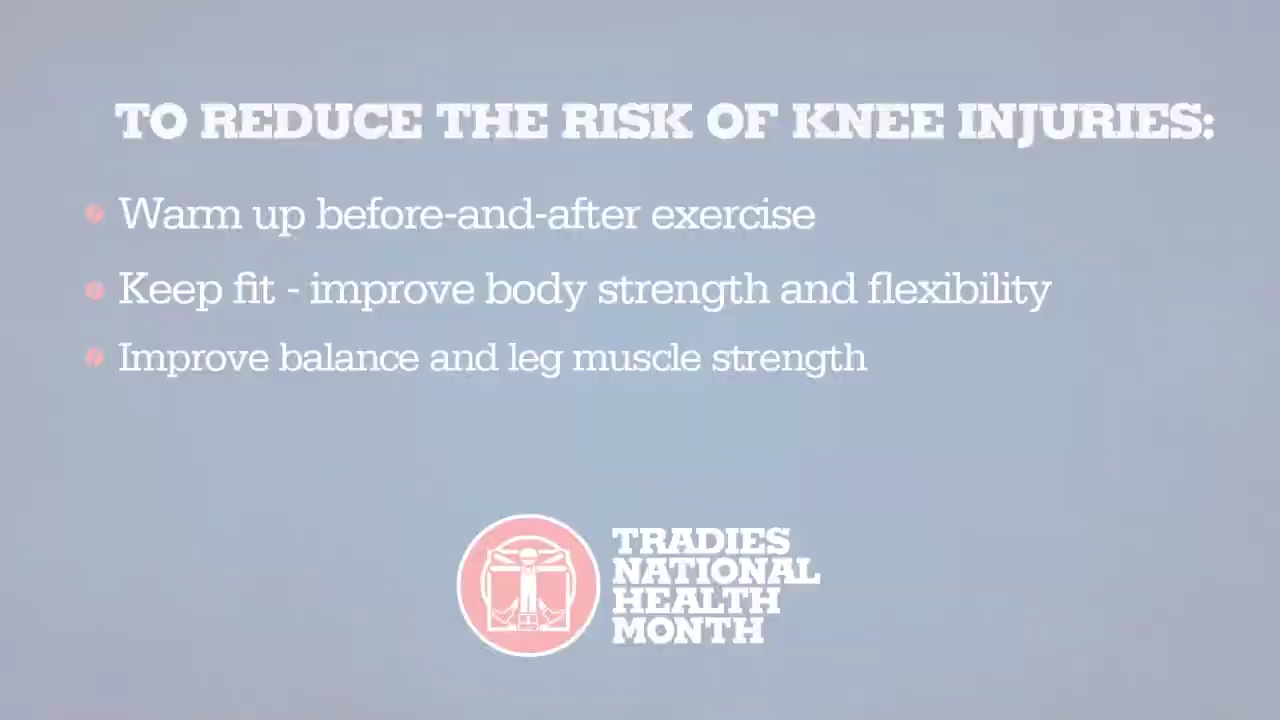 TO REDUCE THE RISK OF KNEE INJURIES:
Warm up before-and-after exercise
Keep fit - improve body strength and flexibility
Improve balance and leg muscle strength
TRADIES
NATIONAL
HEALTH
MONTH